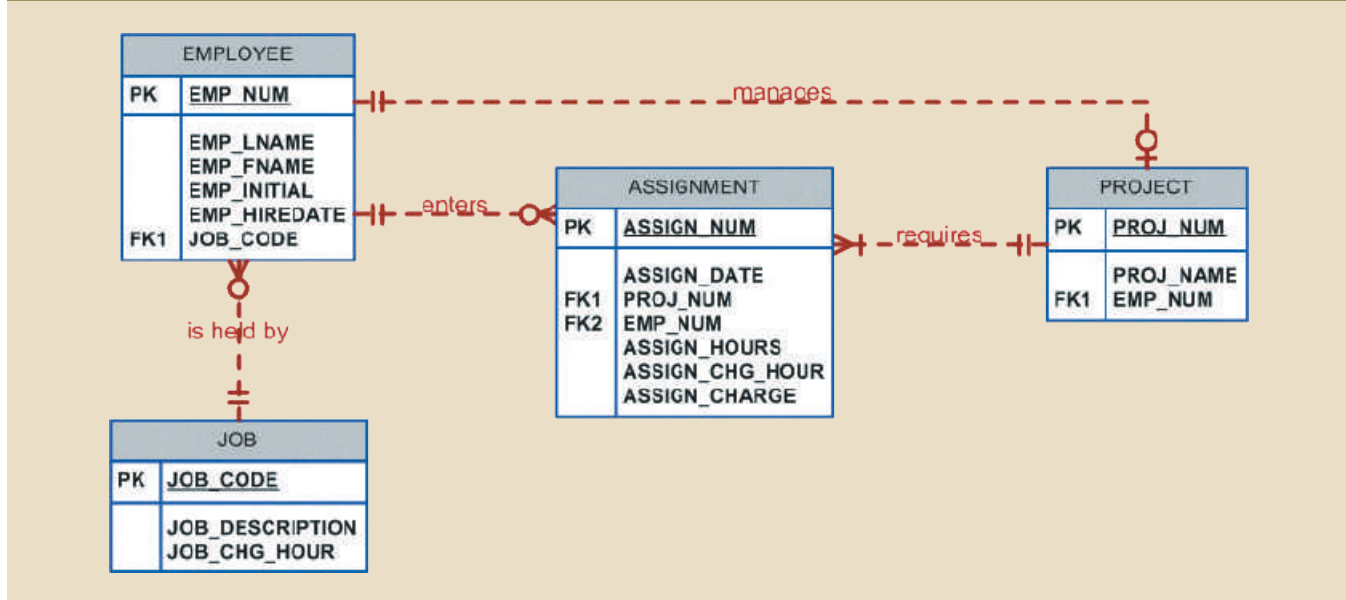 EMPLOYEE
PK EMP_NUM
EMP_LNAME
EMP_FNAME
EMP_INITIAL
EMP_HIREDATE
FK1 JOB_CODE
manages
enters
ASSIGNMENT
PK ASSIGN_NUM
ASSIGN_DATE
FK1 PROJ_NUM
FK2 EMP_NUM
ASSIGN_HOURS
ASSIGN_CHG_HOUR
ASSIGN_CHARGE
requires
PROJECT
PK PROJ_NUM
PROJ_NAME
FK1 EMP_NUM
is held by
JOB
PK JOB_CODE
JOB_DESCRIPTION
JOB_CHG_HOUR